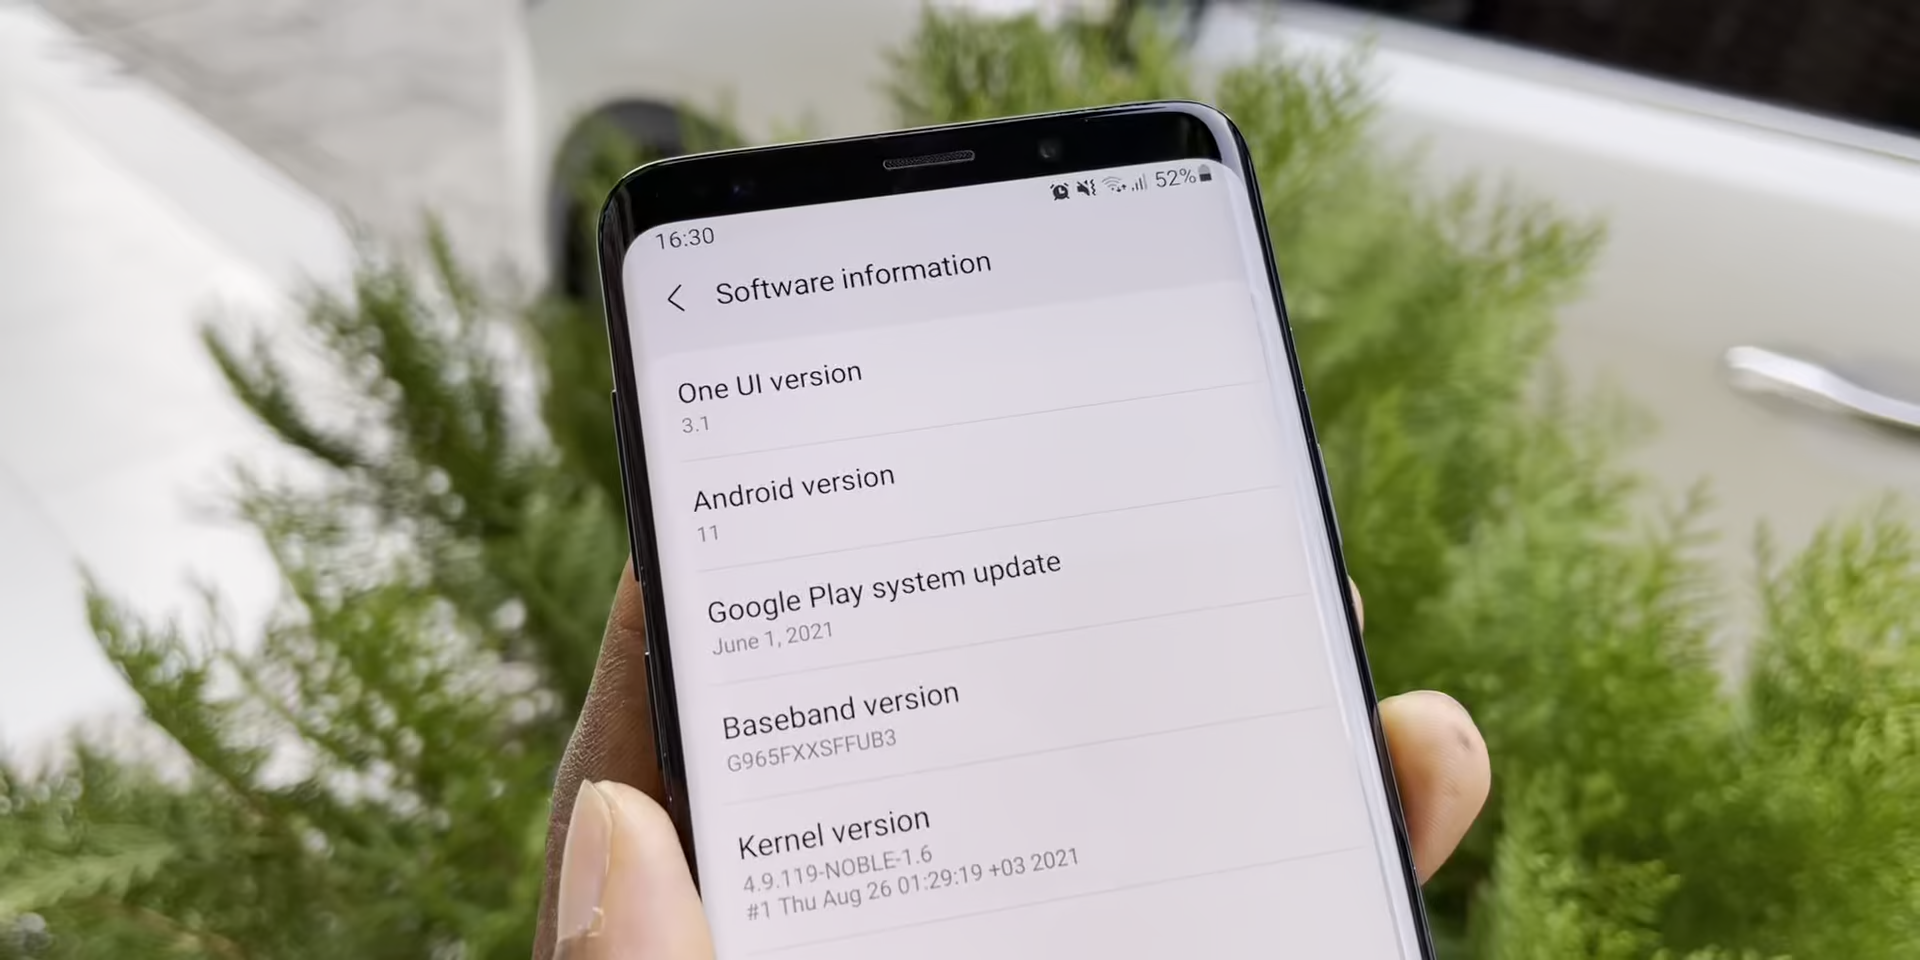 16:30 52%
Software information
One UI version
3.1
Android version
11
Google Play system update
June 1, 2021
Baseband version
G965FXXSFFUB3
Kernel version
4.9.119-NOBLE-1.6
#1 Thu Aug 26 01:29:19 +03 2021